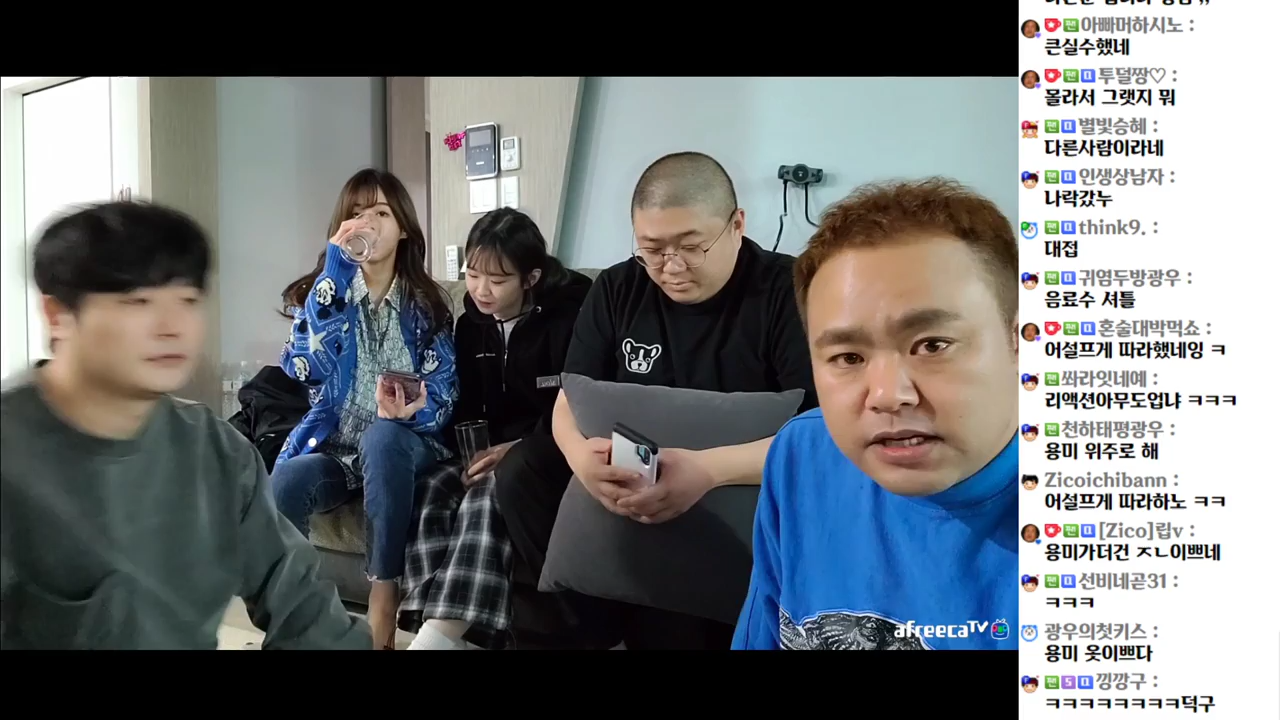 아빠머하시노 :
큰실수했네
투덜짱♡ :
몰라서 그랫지 뭐
별빛승혜 :
다른사람이라네
인생상남자 :
나락갔누
think9. :
대접
귀염두방광우 :
음료수 셔틀
혼술대박먹쇼 :
어설프게 따라했네잉 ㅋ
쏴라잇네예 :
리액션아무도업냐 ㅋㅋㅋ
천하태평광우 :
용미 위주로 해
Zicoichibann :
어설프게 따라하노 ㅋㅋ
[Zico]립v :
용미가더건 ㅈㄴ이쁘네
선비네곧31 :
ㅋㅋㅋ
광우의첫키스 :
용미 옷이쁘다
낑깡구 :
ㅋㅋㅋㅋㅋㅋㅋㅋ덕구
afreecaTV